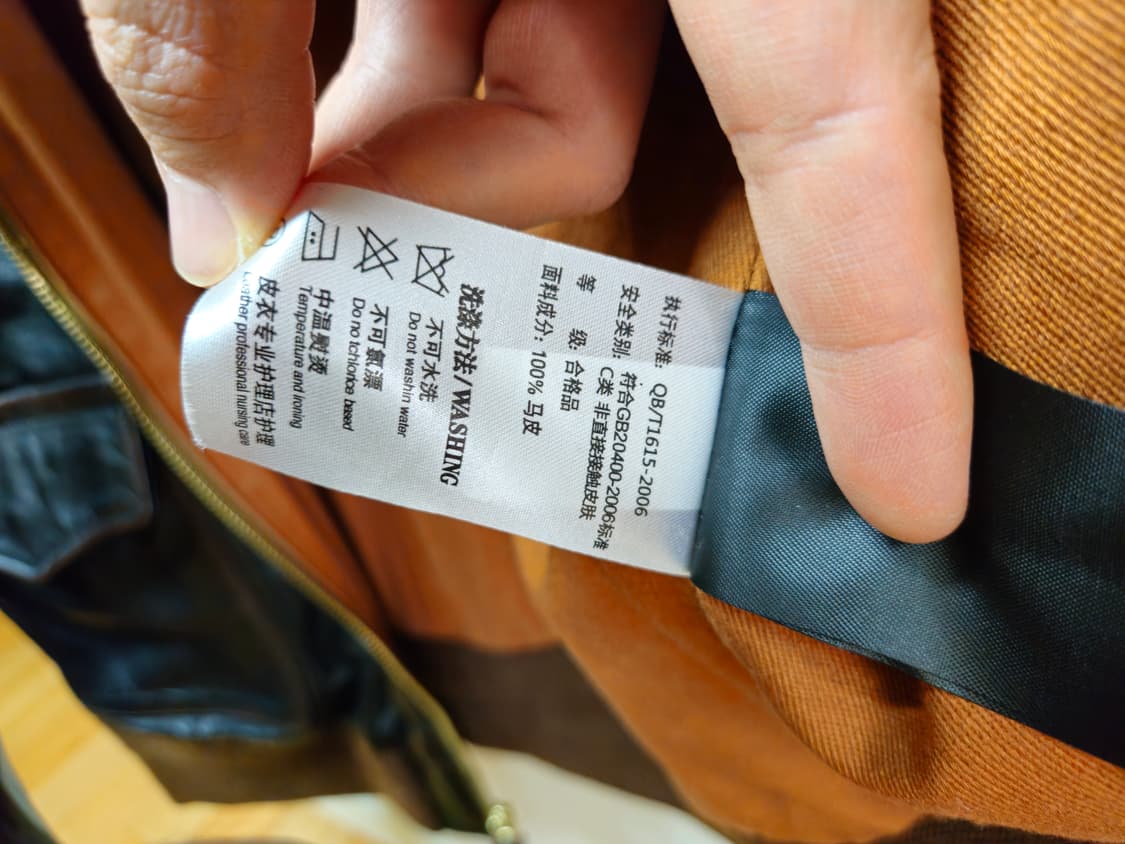 执行标准: QB/T1615-2006
安全类别: 符合GB20400-2006标准
C类 非直接接触皮肤
等 级: 合格品
面料成分: 100% 马皮
洗涤方法/WASHING
不可水洗
Do not washin water
不可氯漂
Do no tchlorice based
中温熨烫
Temperature and ironing
皮衣专业护理店护理
Leather professional nursing care